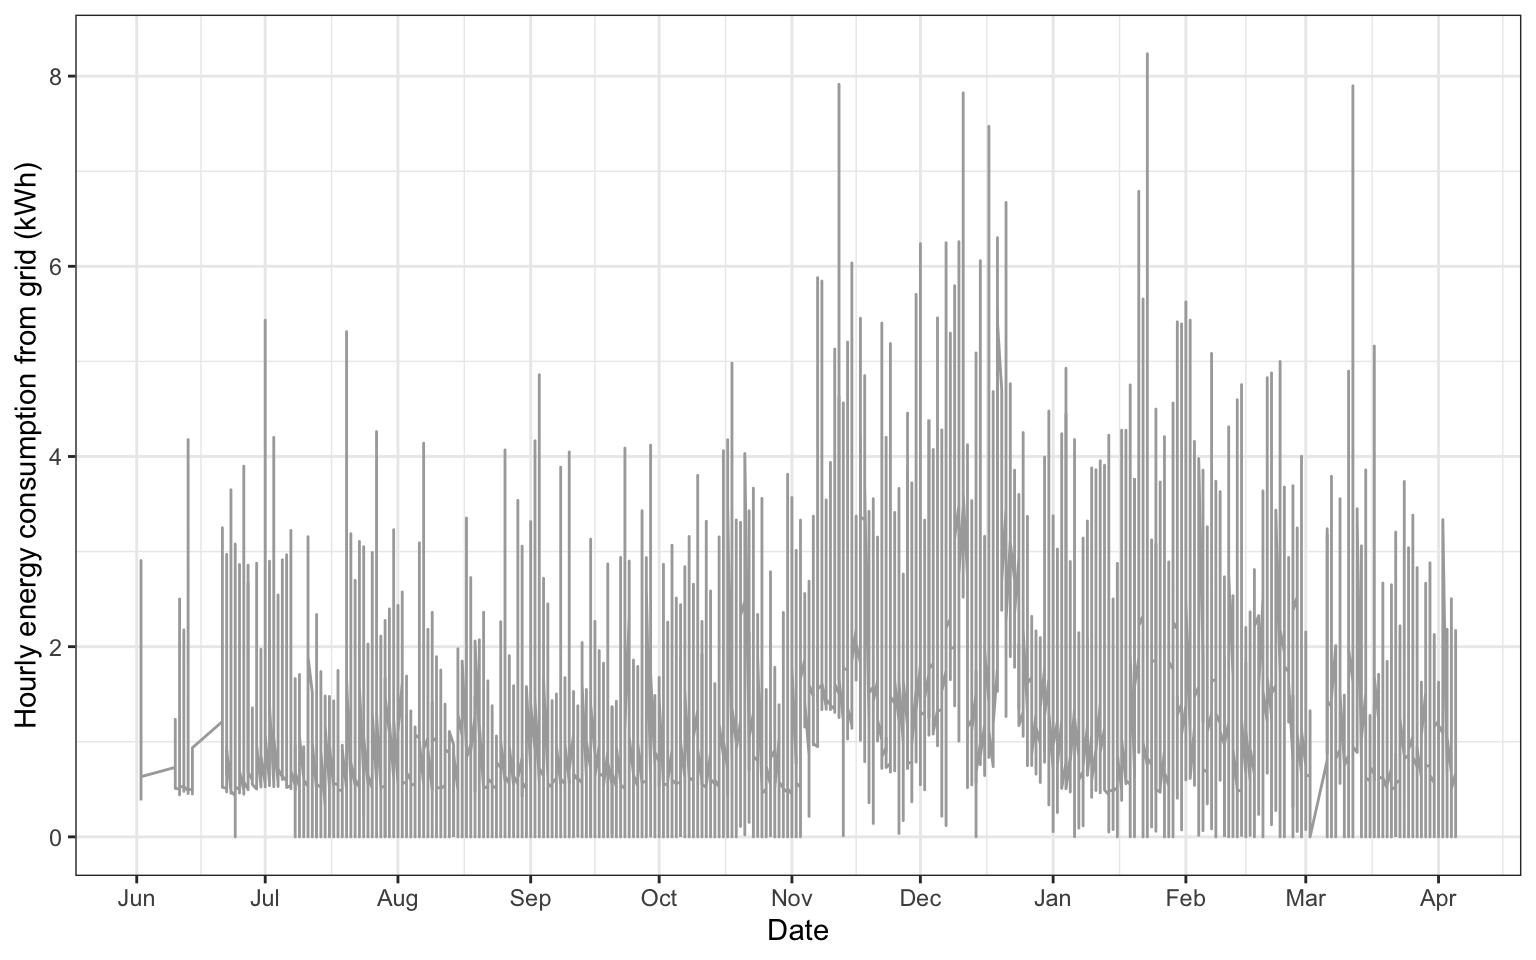 Hourly energy consumption from grid (kWh)
8
6
4
2
0
Jun Jul Aug Sep Oct Nov Dec Jan Feb Mar Apr
Date